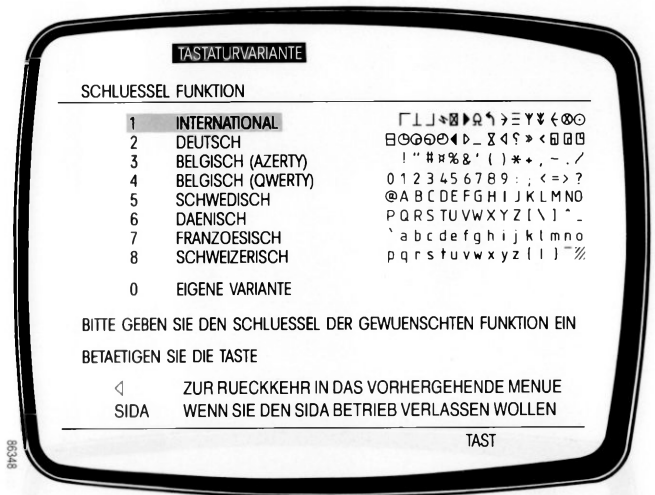 TASTATURVARIANTE
SCHLUESSEL FUNKTION
1 INTERNATIONAL
2 DEUTSCH
3 BELGISCH (AZERTY)
4 BELGISCH (QWERTY)
5 SCHWEDISCH
6 DAENISCH
7 FRANZOESISCH
8 SCHWEIZERISCH
0 EIGENE VARIANTE
! " # ¤ % & ' ( ) * + , - . /
0 1 2 3 4 5 6 7 8 9 : ; < = > ?
@ A B C D E F G H I J K L M N O
P Q R S T U V W X Y Z [ \ ] ^ _
` a b c d e f g h i j k l m n o
p q r s t u v w x y z { | } ‾
BITTE GEBEN SIE DEN SCHLUESSEL DER GEWUENSCHTEN FUNKTION EIN
BETAETIGEN SIE DIE TASTE
◁ ZUR RUECKKEHR IN DAS VORHERGEHENDE MENUE
SIDA WENN SIE DEN SIDA BETRIEB VERLASSEN WOLLEN
TAST
86348